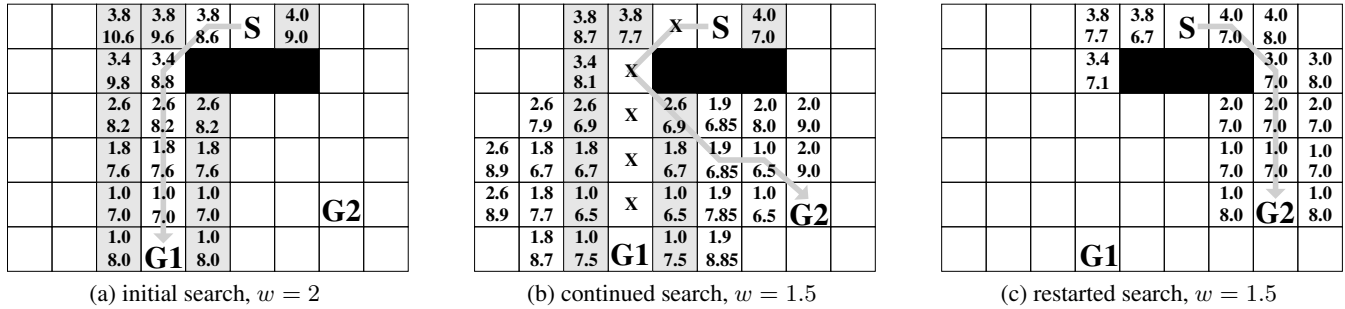 3.8 3.8 3.8 S 4.0
10.6 9.6 8.6 9.0
3.4 3.4
9.8 8.8
2.6 2.6 2.6
8.2 8.2 8.2
1.8 1.8 1.8
7.6 7.6 7.6
1.0 1.0 1.0
7.0 7.0 7.0 G2
1.0 G1 1.0
8.0 8.0
(a) initial search, w = 2
3.8 3.8 X S 4.0
8.7 7.7 7.0
3.4 X
8.1
2.6 2.6 X 2.6 1.9 2.0 2.0
7.9 6.9 6.9 6.85 8.0 9.0
2.6 1.8 1.8 X 1.8 1.9 1.0 2.0
8.9 6.7 6.7 6.7 6.85 6.5 9.0
2.6 1.8 1.0 X 1.0 1.9 1.0 G2
8.9 7.7 6.5 6.5 7.85 6.5
1.8 1.0 G1 1.0 1.9
8.7 7.5 7.5 8.85
(b) continued search, w = 1.5
3.8 3.8 S 4.0 4.0
7.7 6.7 7.0 8.0
3.4 3.0 3.0
7.1 7.0 8.0
2.0 2.0 2.0
7.0 7.0 7.0
1.0 1.0 1.0
7.0 7.0 7.0
1.0 G2 1.0
8.0 8.0
G1
(c) restarted search, w = 1.5